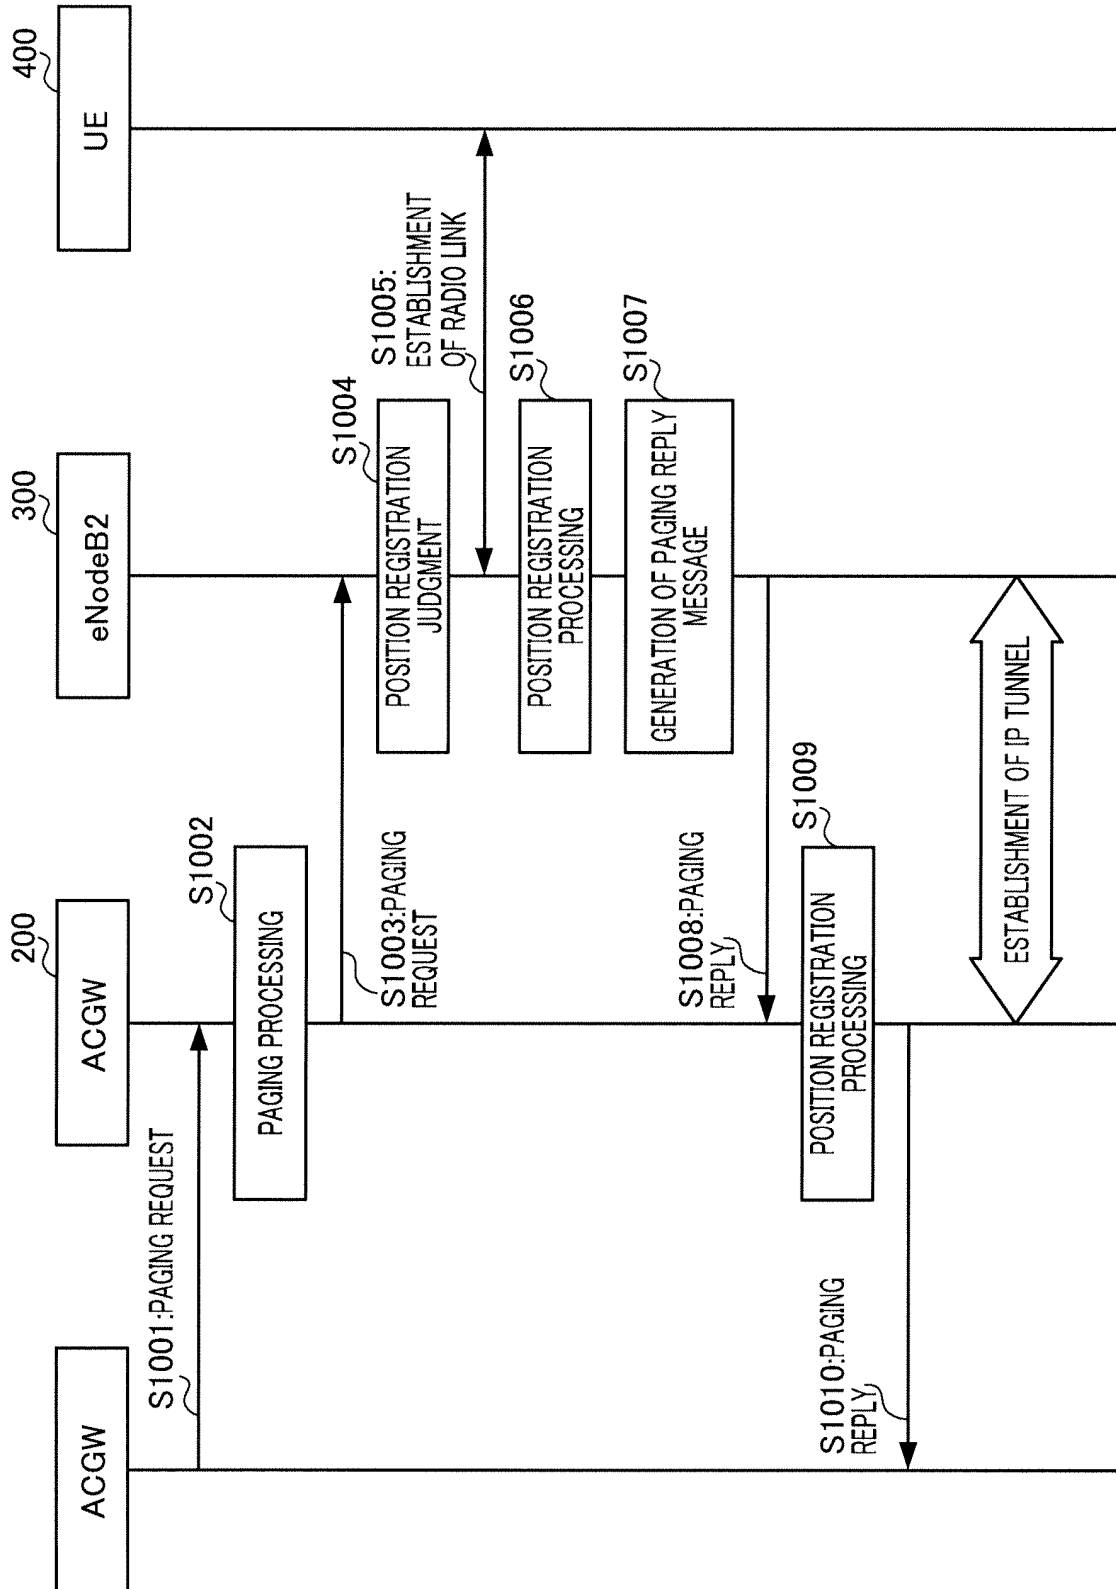 400
UE
300
eNodeB2
200
ACGW
ACGW
S1001:PAGING REQUEST
S1002
PAGING PROCESSING
S1003:PAGING
REQUEST
S1004
POSITION REGISTRATION
JUDGMENT
S1005:
ESTABLISHMENT
OF RADIO LINK
S1006
POSITION REGISTRATION
PROCESSING
S1007
GENERATION OF PAGING REPLY
MESSAGE
S1008:PAGING
REPLY
S1009
POSITION REGISTRATION
PROCESSING
S1010:PAGING
REPLY
ESTABLISHMENT OF IP TUNNEL